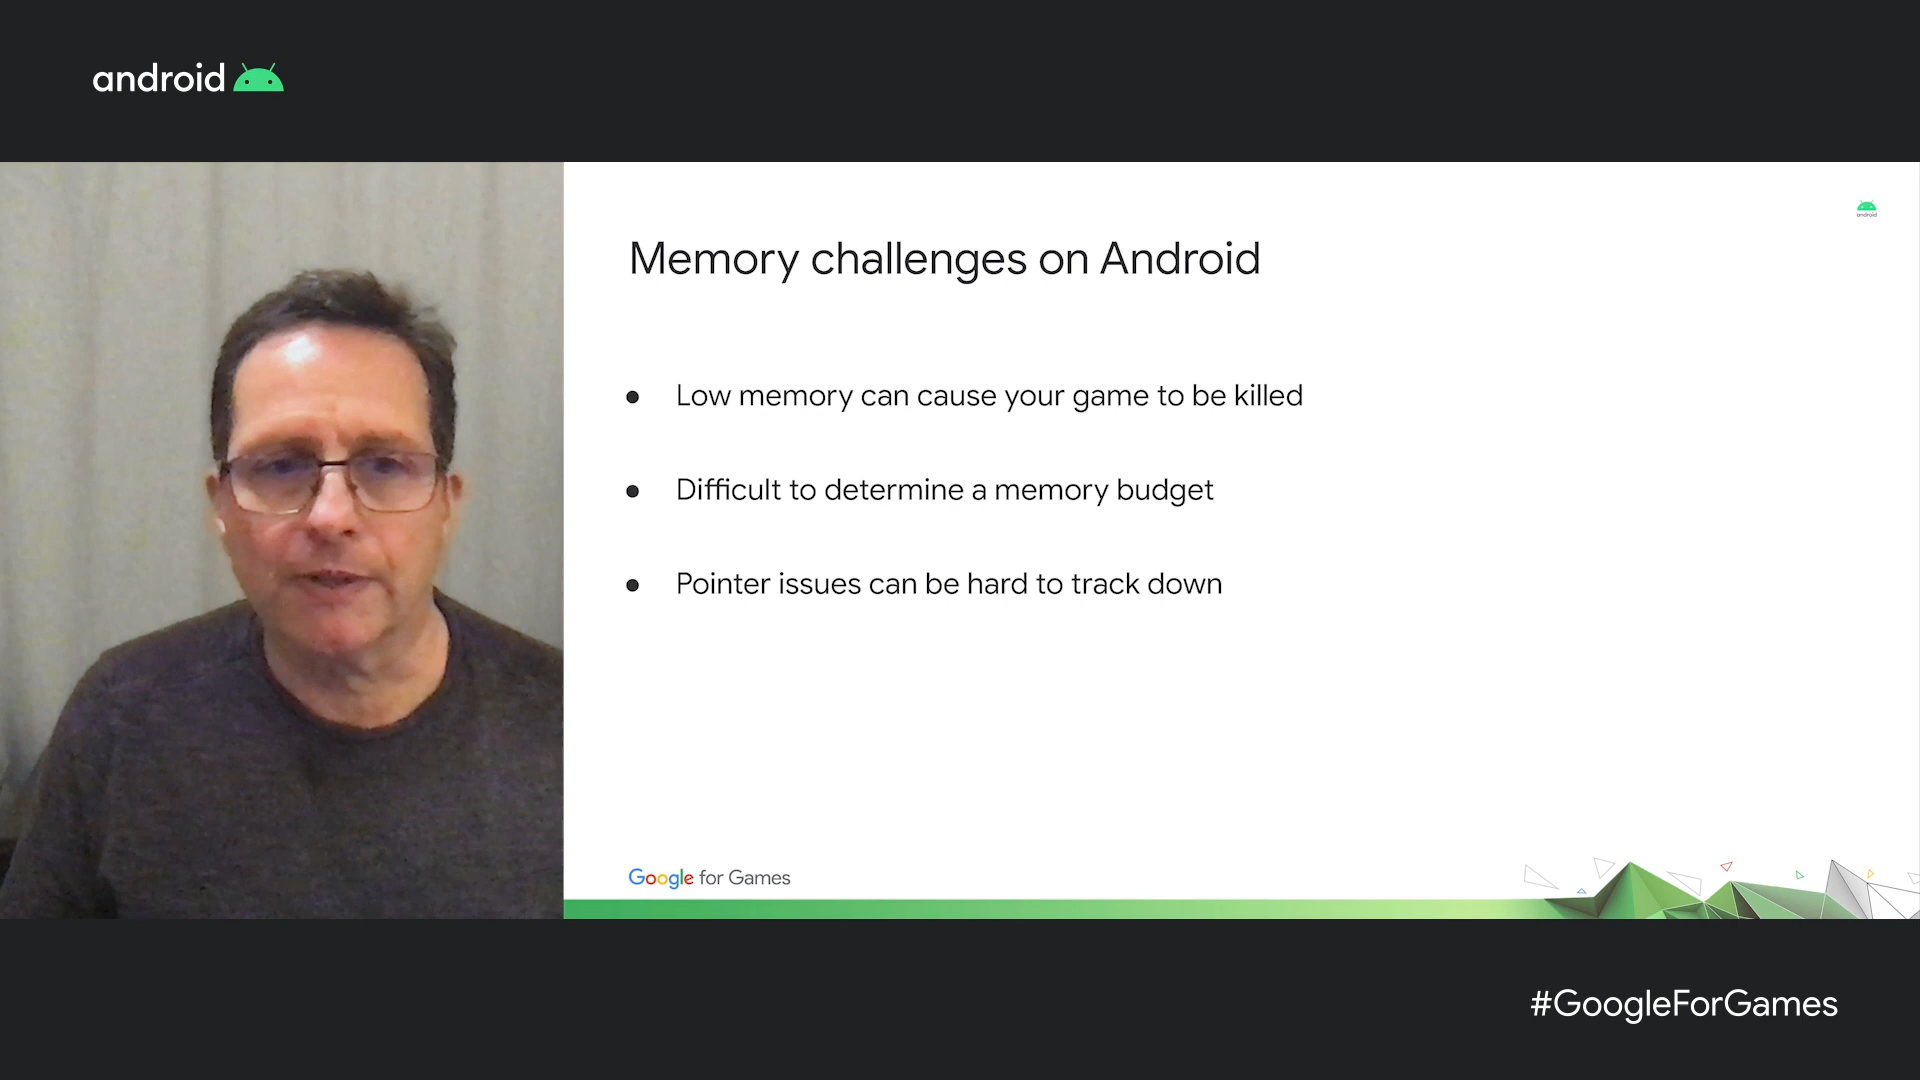 android
android
Memory challenges on Android
● Low memory can cause your game to be killed
● Difficult to determine a memory budget
● Pointer issues can be hard to track down
Google for Games
#GoogleForGames